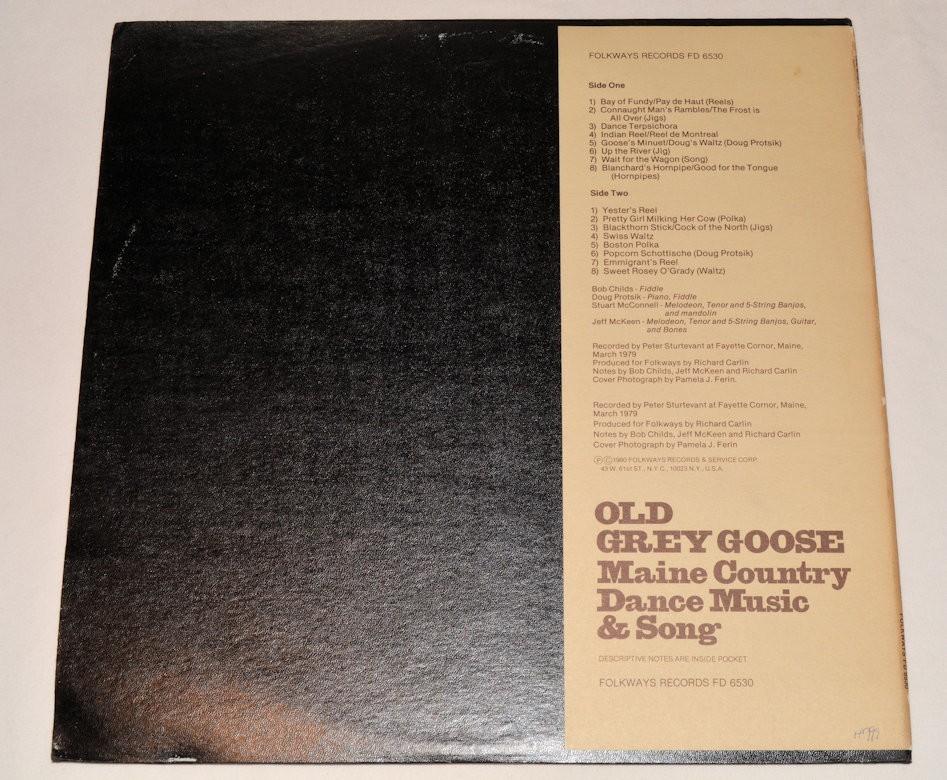 FOLKWAYS RECORDS FD 6530
Side One
1) Bay of Fundy/Pay de Haut (Reels)
2) Connaught Man's Rambles/The Frost is
All Over (Jigs)
3) Dance Terpsichora
4) Indian Reel/Reel de Montreal
5) Goose's Minuet/Doug's Waltz (Doug Protsik)
6) Up the River (Jig)
7) Wait for the Wagon (Song)
8) Blanchard's Hornpipe/Good for the Tongue
(Hornpipes)
Side Two
1) Yester's Reel
2) Pretty Girl Milking Her Cow (Polka)
3) Blackthorn Stick/Cock of the North (Jigs)
4) Swiss Waltz
5) Boston Polka
6) Popcorn Schottische (Doug Protsik)
7) Emmigrant's Reel
8) Sweet Rosey O'Grady (Waltz)
Bob Childs - Fiddle
Doug Protsik - Piano, Fiddle
Stuart McConnell - Melodeon, Tenor and 5-String Banjos,
and mandolin
Jeff McKeen - Melodeon, Tenor and 5-String Banjos, Guitar,
and Bones
Recorded by Peter Sturtevant at Fayette Cornor, Maine,
March 1979
Produced for Folkways by Richard Carlin
Notes by Bob Childs, Jeff McKeen and Richard Carlin
Cover Photograph by Pamela J. Ferin.
Recorded by Peter Sturtevant af Fayette Cornor, Maine,
March 1979
Produced for Folkways by Richard Carlin
Notes by Bob Childs, Jeff McKeen and Richard Carlin
Cover Photograph by Pamela J. Ferin
ⓅⒸ1980 FOLKWAYS RECORDS & SERVICE CORP.
43 W. 61st ST., N.Y.C., 10023 N.Y., U.S.A.
OLD
GREY GOOSE
Maine Country
Dance Music
& Song
DESCRIPTIVE NOTES ARE INSIDE POCKET
FOLKWAYS RECORDS FD 6530
FOLKWAYS FD 6530